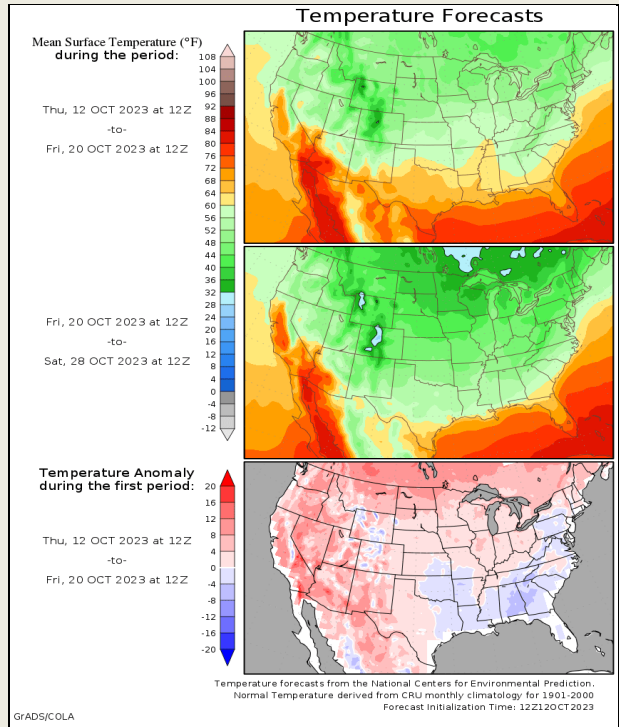 Temperature Forecasts
Mean Surface Temperature (°F)
during the period:
Thu, 12 OCT 2023 at 12Z
-to-
Fri, 20 OCT 2023 at 12Z
108
104
100
96
92
88
84
80
76
72
68
64
60
56
52
48
44
40
36
32
28
24
20
16
12
8
4
0
-4
-8
-12
Fri, 20 OCT 2023 at 12Z
-to-
Sat, 28 OCT 2023 at 12Z
Temperature Anomaly
during the first period:
Thu, 12 OCT 2023 at 12Z
-to-
Fri, 20 OCT 2023 at 12Z
20
16
12
8
4
0
-4
-8
-12
-16
-20
Temperature forecasts from the National Centers for Environmental Prediction.
Normal Temperature derived from CRU monthly climatology for 1901-2000
Forecast Initialization Time: 12Z12OCT2023
GrADS/COLA